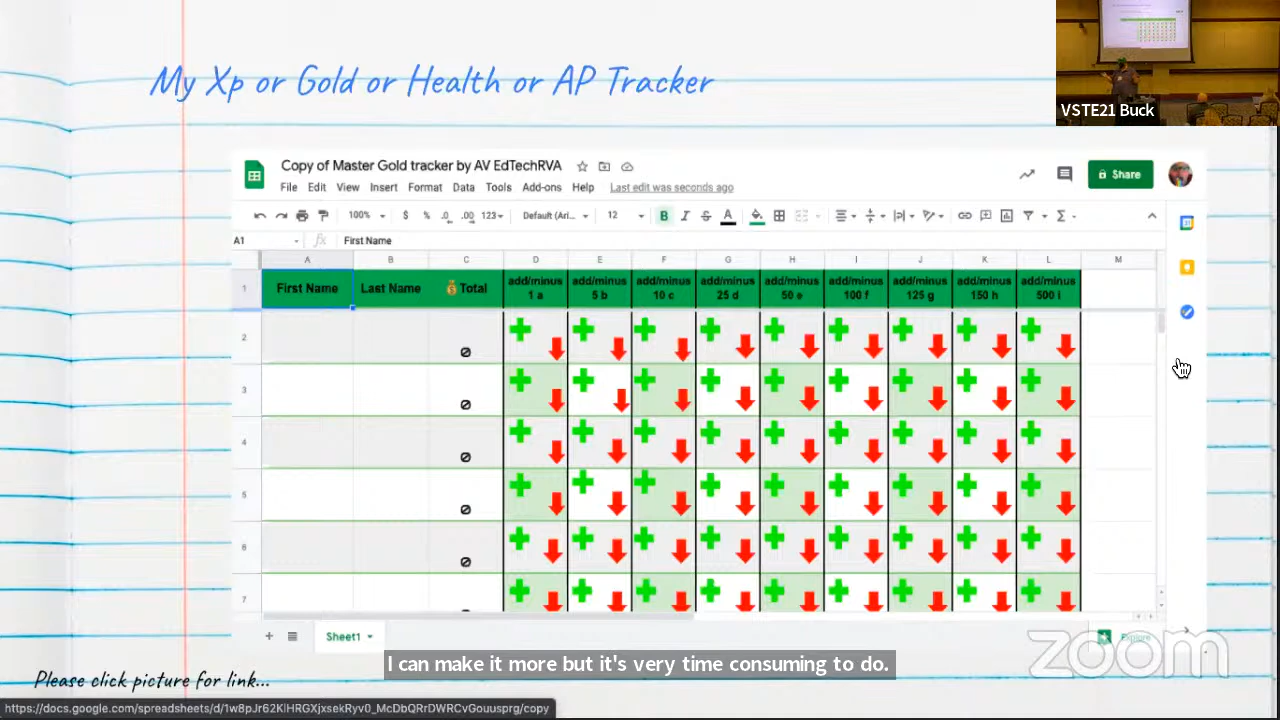 My Xp or Gold or Health or AP Tracker
VSTE21 Buck
Copy of Master Gold tracker by AV EdTechRVA
File Edit View Insert Format Data Tools Add-ons Help Last edit was seconds ago
Share
100% $ % .0 .00 123 Default (Ari... 12 B I S A
A1 fx First Name
A B C D E F G H I J K L M
1 First Name Last Name Total add/minus 1 a add/minus 5 b add/minus 10 c add/minus 25 d add/minus 50 e add/minus 100 f add/minus 125 g add/minus 150 h add/minus 500 i
2
3
4
5
6
7
Sheet1
Explore
zoom
I can make it more but it's very time consuming to do.
Please click picture for link...
https://docs.google.com/spreadsheets/d/1w8pJr62KlHRGXjxsekRyv0_McDbQRrDWRCvGouusprg/copy